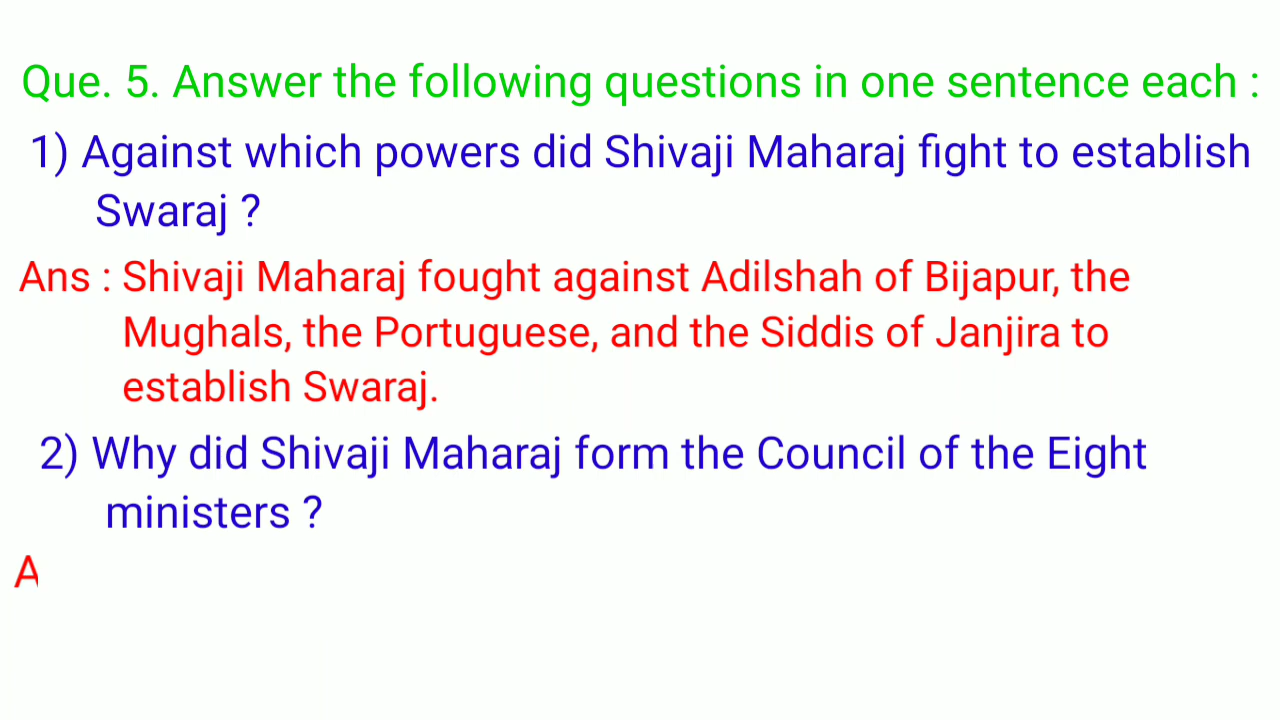 Que. 5. Answer the following questions in one sentence each :
1) Against which powers did Shivaji Maharaj fight to establish
Swaraj ?
Ans : Shivaji Maharaj fought against Adilshah of Bijapur, the
Mughals, the Portuguese, and the Siddis of Janjira to
establish Swaraj.
2) Why did Shivaji Maharaj form the Council of the Eight
ministers ?
A